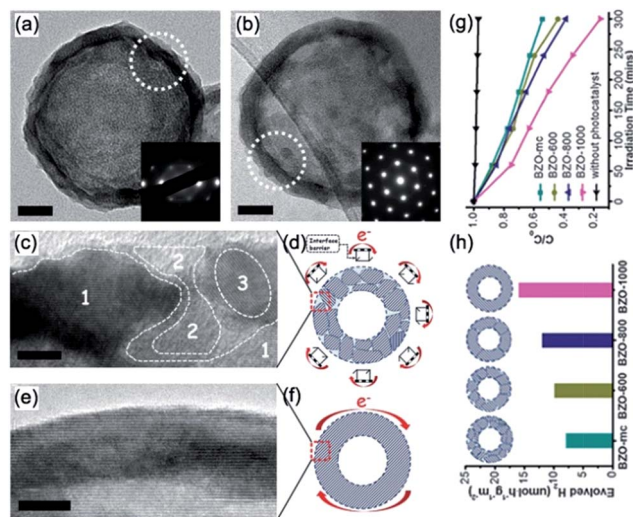 (a)
(b)
(c)
1
2
2
3
1
(d)
e⁻
Interface
barrier
(e)
(f)
e⁻
(g)
300
250
200
150
100
50
0
Irradiation Time (mins)
BZO-mc
BZO-600
BZO-800
BZO-1000
without photocatalyst
1.0
0.8
0.6
0.4
0.2
C/C°
(h)
BZO-1000
BZO-800
BZO-600
BZO-mc
25
20
15
10
5
0
Evolved H₂ (umol h⁻¹g⁻¹m⁻²)